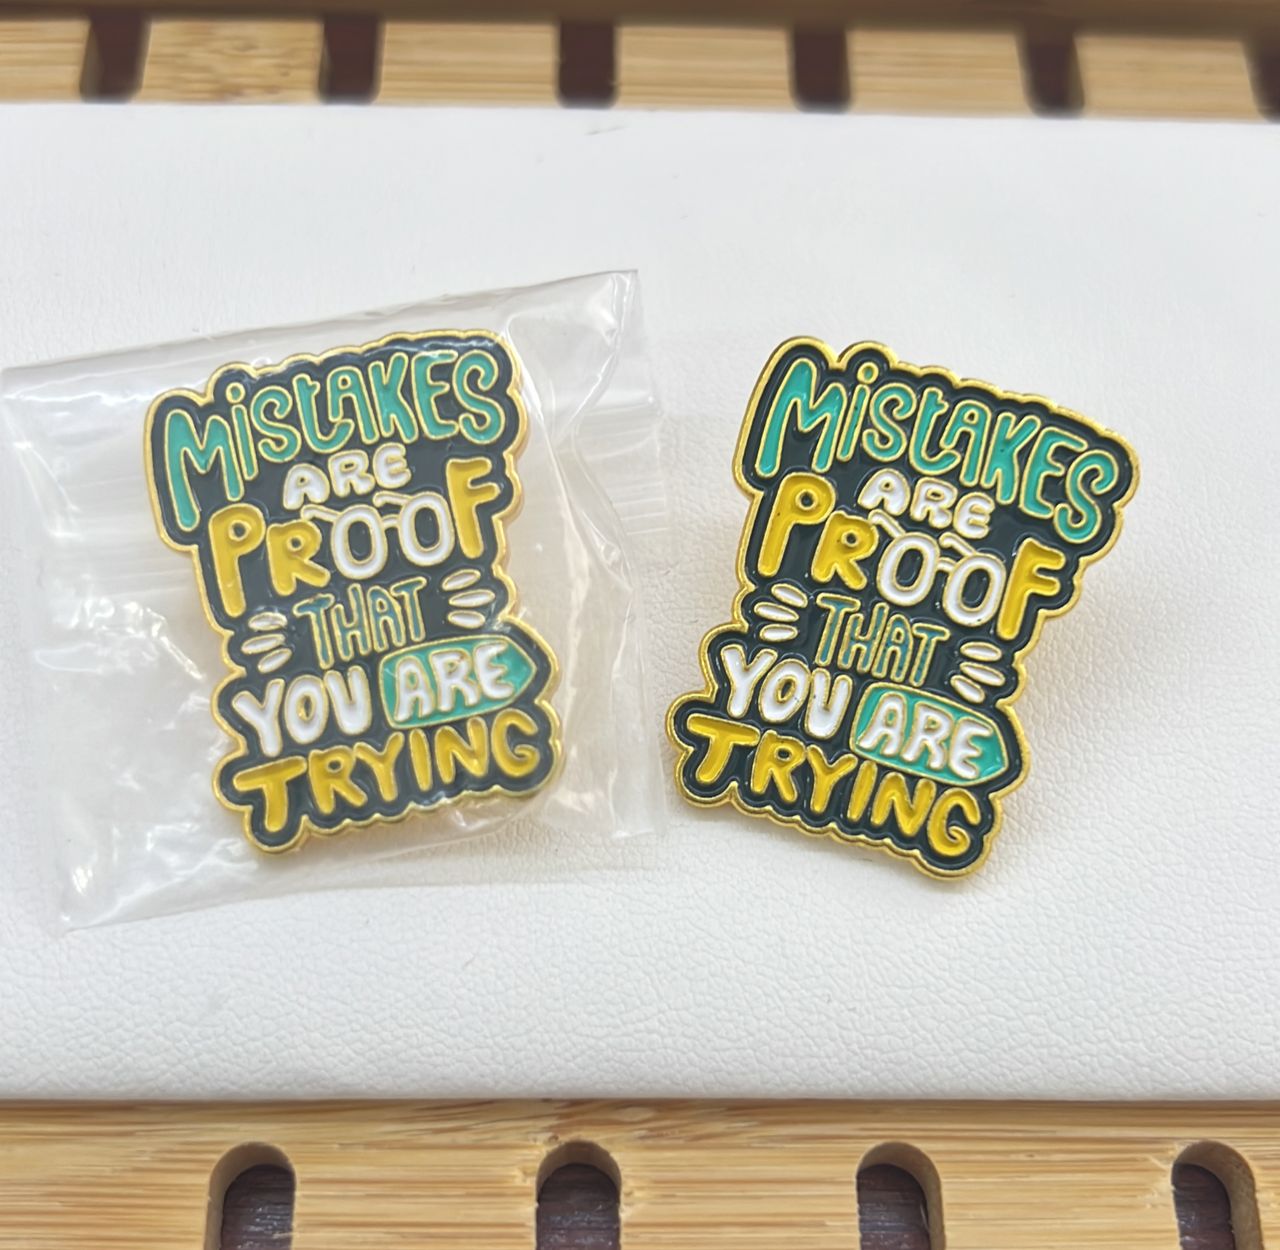 MiSTAKES
ARE
PROOF
THAT
YOU ARE
TRYING
MiSTAKES
ARE
PROOF
THAT
YOU ARE
TRYING